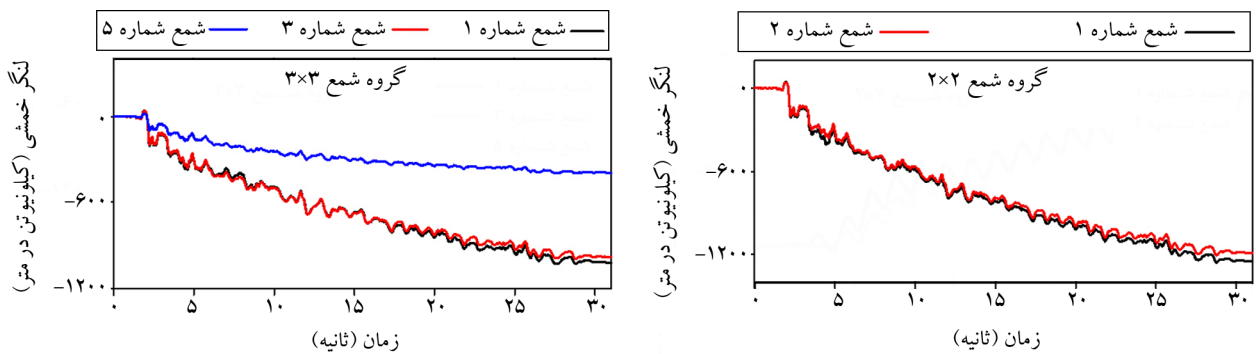 شمع شماره ۱ شمع شماره ۲
گروه شمع ۲×۲
لنگر خمشی (کیلونیوتن در متر)
۰
−۶۰۰
−۱۲۰۰
۰ ۵ ۱۰ ۱۵ ۲۰ ۲۵ ۳۰
زمان (ثانیه)
شمع شماره ۱ شمع شماره ۳ شمع شماره ۵
گروه شمع ۳×۳
لنگر خمشی (کیلونیوتن در متر)
۰
−۶۰۰
−۱۲۰۰
۰ ۵ ۱۰ ۱۵ ۲۰ ۲۵ ۳۰
زمان (ثانیه)